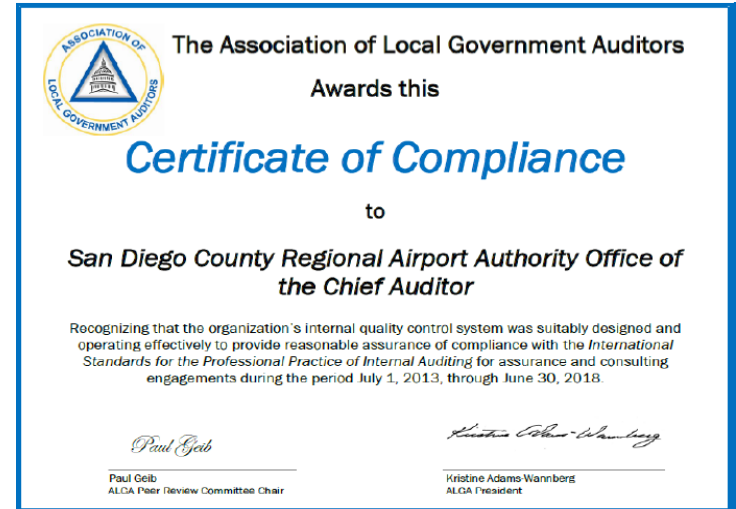 ASSOCIATION OF
LOCAL GOVERNMENT AUDITORS
The Association of Local Government Auditors
Awards this
Certificate of Compliance
to
San Diego County Regional Airport Authority Office of
the Chief Auditor
Recognizing that the organization's internal quality control system was suitably designed and
operating effectively to provide reasonable assurance of compliance with the International
Standards for the Professional Practice of Internal Auditing for assurance and consulting
engagements during the period July 1, 2013, through June 30, 2018.
Paul Geib
Kristine Adams-Wannberg
Paul Geib
ALGA Peer Review Committee Chair
Kristine Adams-Wannberg
ALGA President